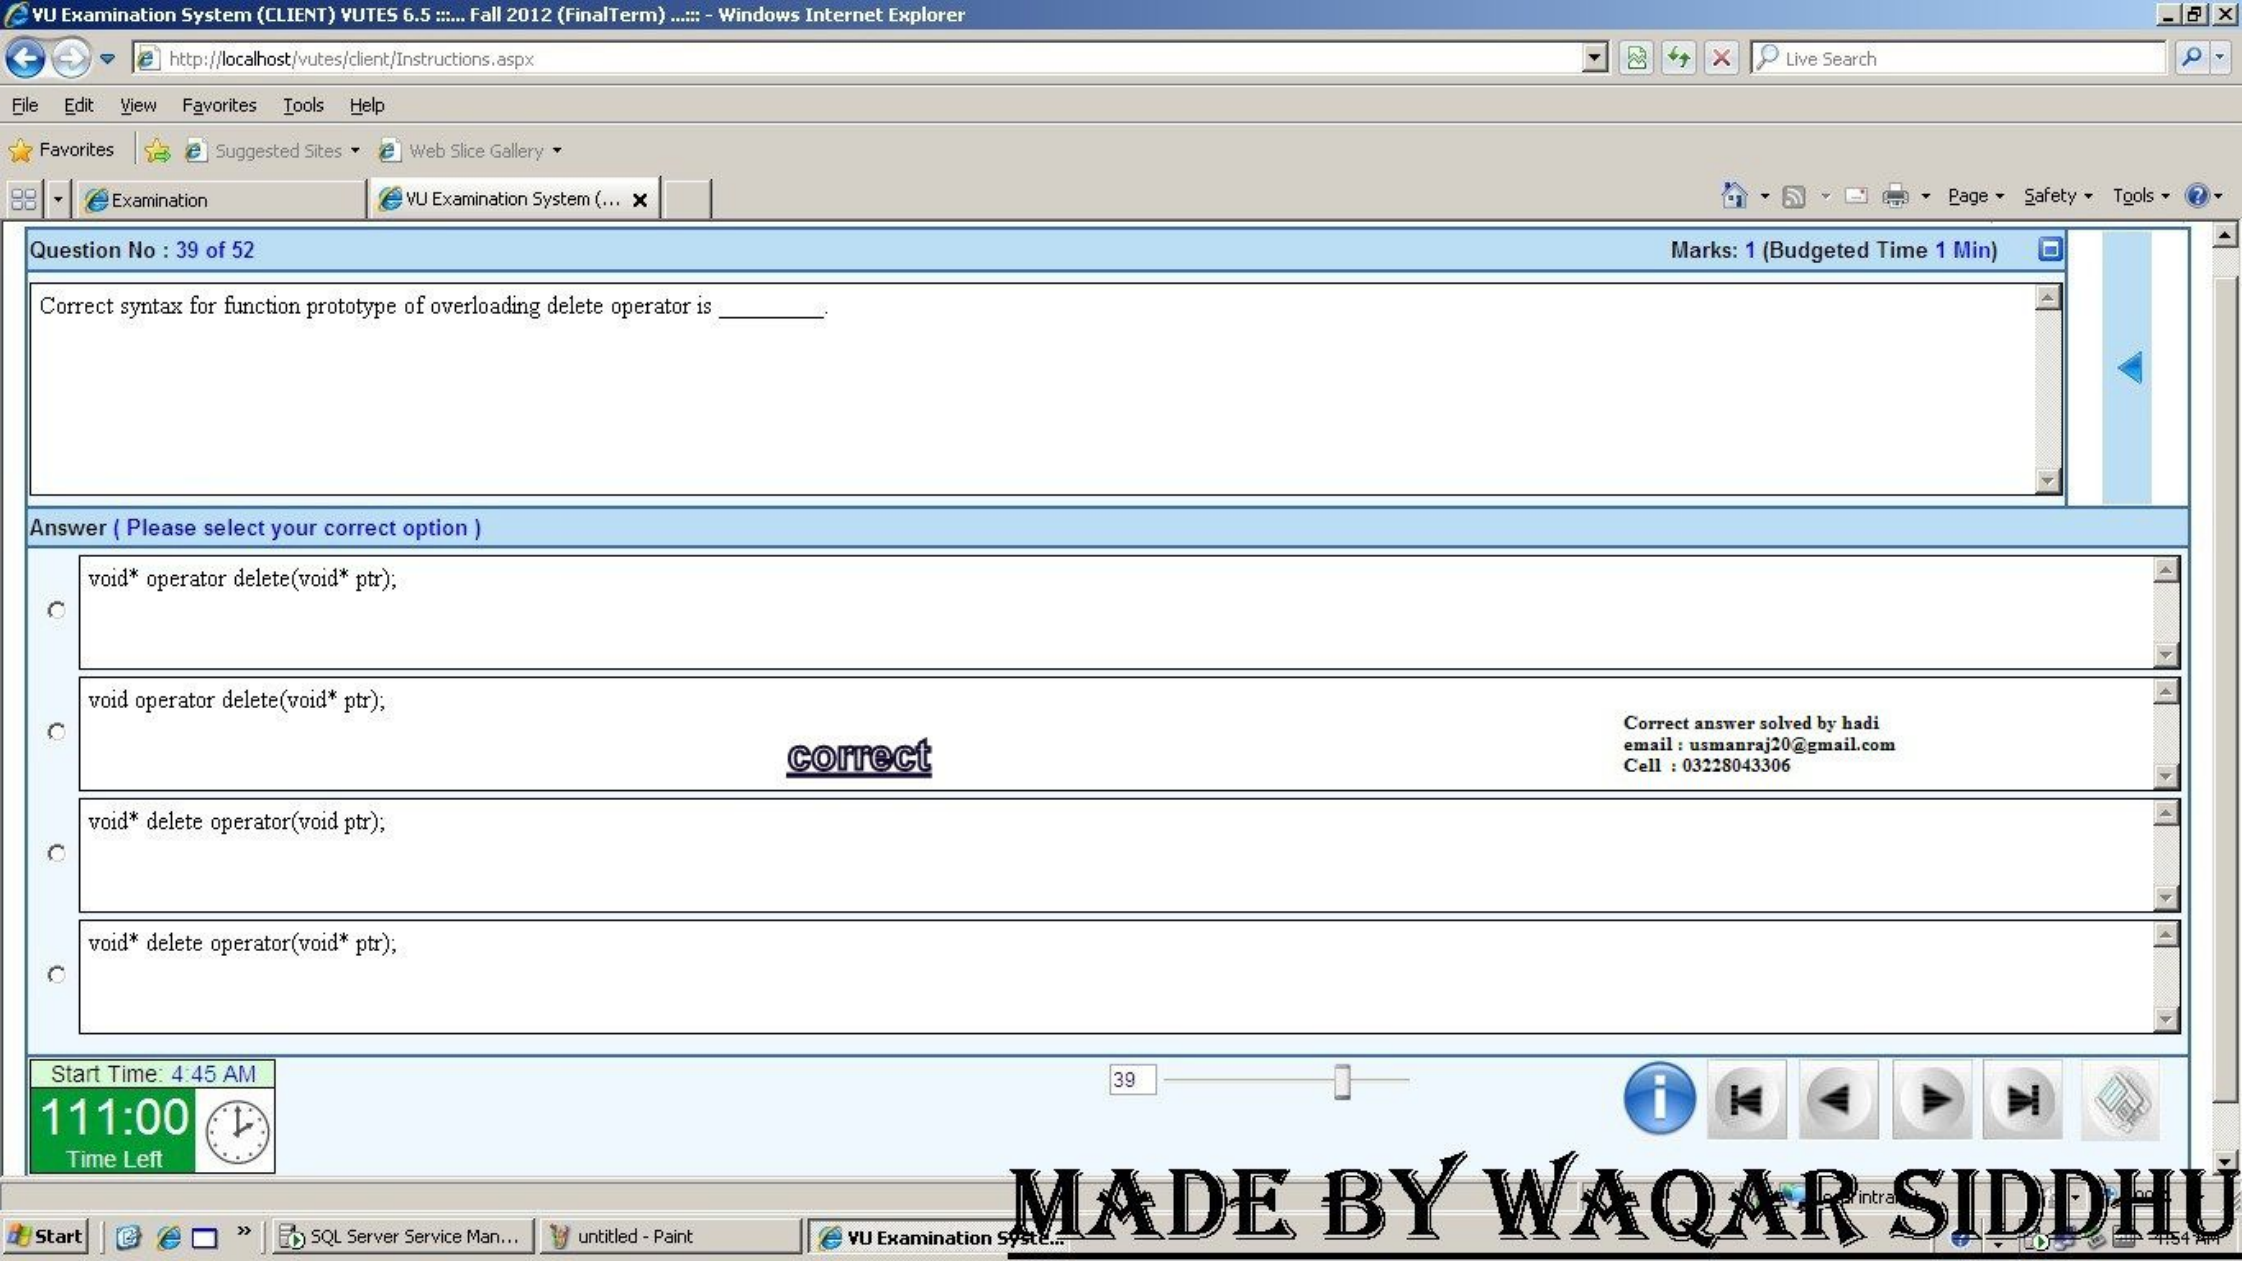 VU Examination System (CLIENT) VUTES 6.5 :::... Fall 2012 (FinalTerm) ...::: - Windows Internet Explorer
http://localhost/vutes/client/Instructions.aspx
Live Search
File Edit View Favorites Tools Help
Favorites Suggested Sites Web Slice Gallery
Examination
VU Examination System (...
Page Safety Tools
Question No : 39 of 52
Marks: 1 (Budgeted Time 1 Min)
Correct syntax for function prototype of overloading delete operator is _________.
Answer ( Please select your correct option )
void* operator delete(void* ptr);
void operator delete(void* ptr);
correct
Correct answer solved by hadi
email : usmanraj20@gmail.com
Cell : 03228043306
void* delete operator(void ptr);
void* delete operator(void* ptr);
Start Time: 4:45 AM
111:00
Time Left
39
MADE BY WAQAR SIDDHU
Start
SQL Server Service Man...
untitled - Paint
VU Examination Syste...
4:54 AM